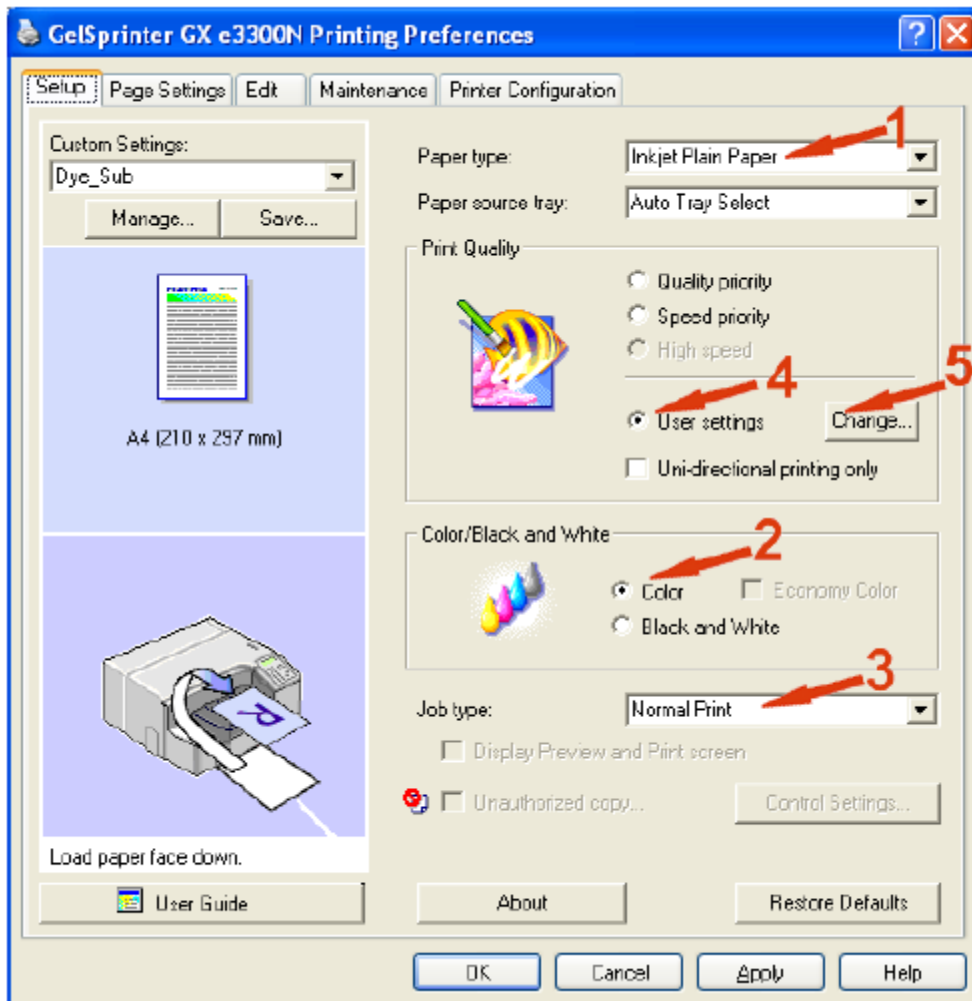 GelSprinter GX e3300N Printing Preferences
Setup Page Settings Edit Maintenance Printer Configuration
Custom Settings:
Dye_Sub
Manage... Save...
A4 (210 x 297 mm)
R
Load paper face down.
User Guide
1
Paper type: Inkjet Plain Paper
Paper source tray: Auto Tray Select
Print Quality
Quality priority
Speed priority
High speed
4 5
User settings Change...
Uni-directional printing only
Color/Black and White
2
Color Economy Color
Black and White
3
Job type: Normal Print
Display Preview and Print screen
Unauthorized copy... Control Settings...
About Restore Defaults
OK Cancel Apply Help